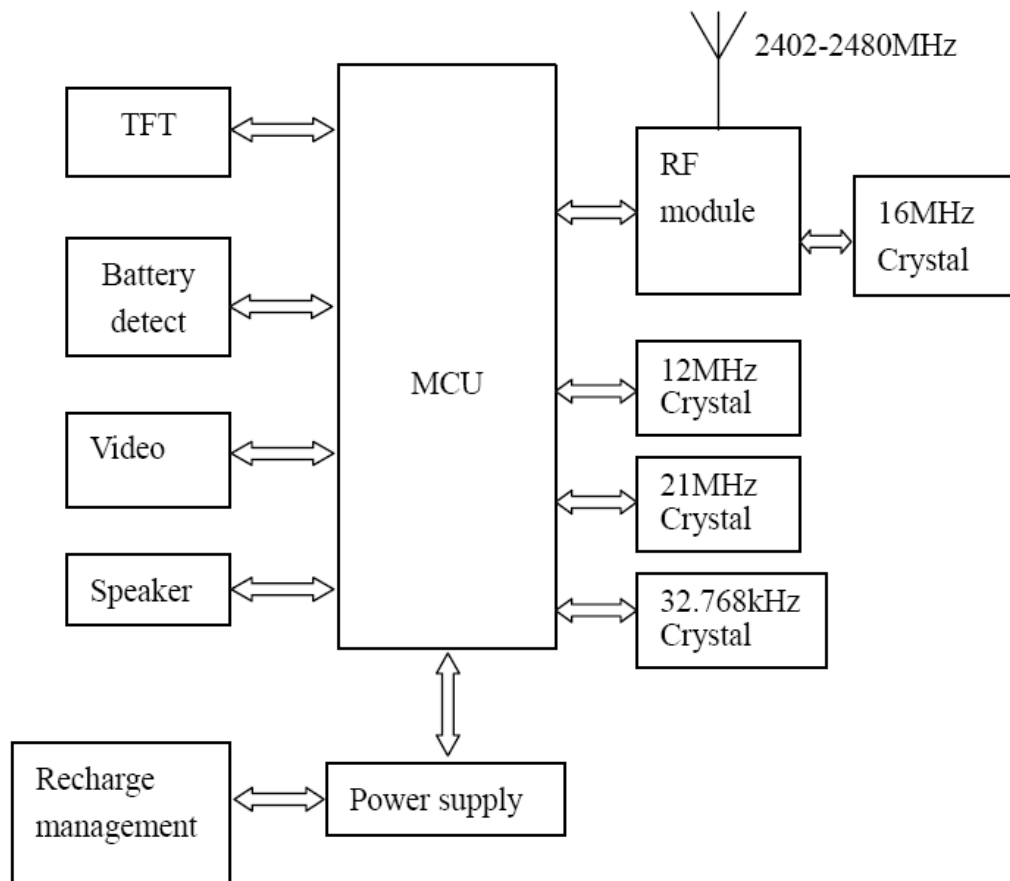 2402-2480MHz
TFT
RF
module
16MHz
Crystal
Battery
detect
MCU
12MHz
Crystal
Video
21MHz
Crystal
Speaker
32.768kHz
Crystal
Recharge
management
Power supply